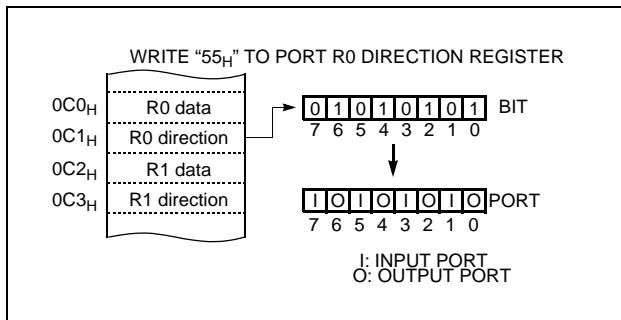 WRITE “55H” TO PORT R0 DIRECTION REGISTER
0C0H R0 data 0 1 0 1 0 1 0 1 BIT
7 6 5 4 3 2 1 0
0C1H R0 direction
0C2H R1 data
0C3H R1 direction I O I O I O I O PORT
7 6 5 4 3 2 1 0
I: INPUT PORT
O: OUTPUT PORT